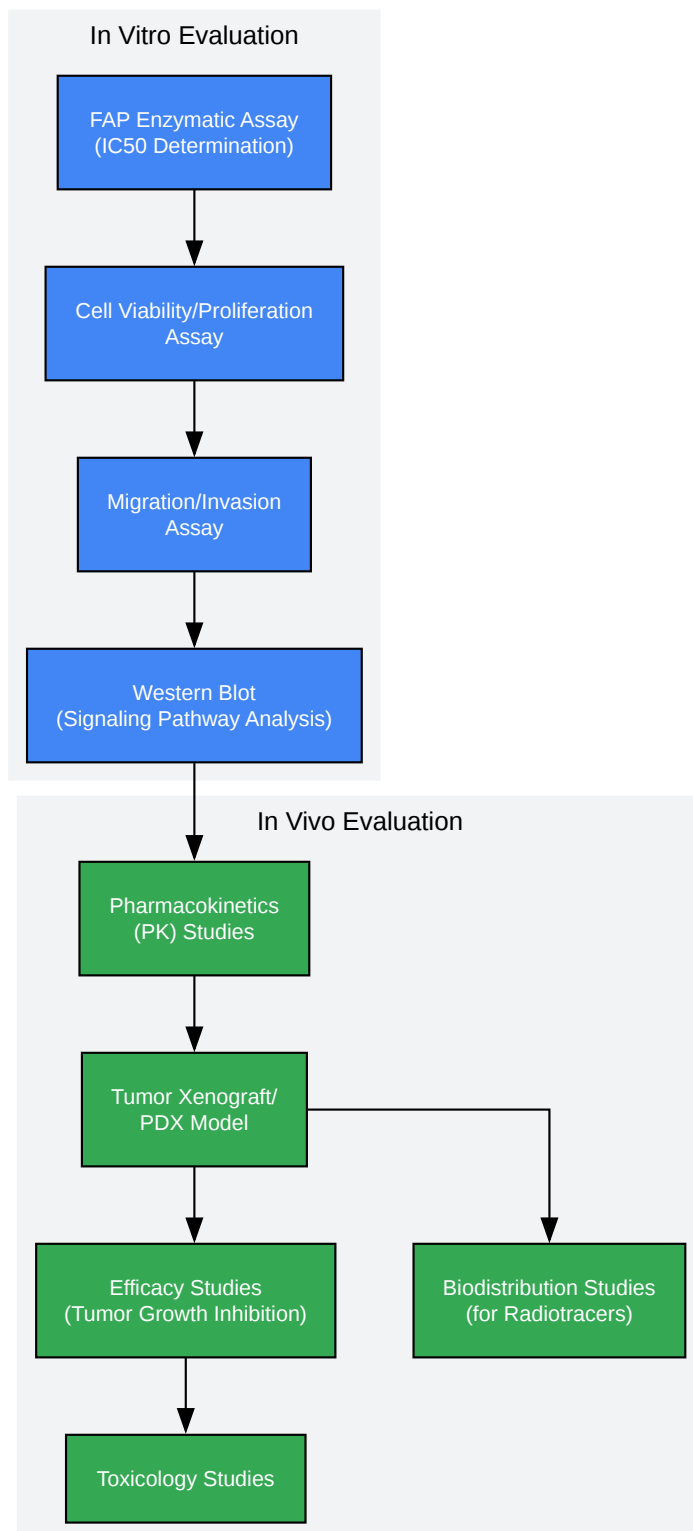 In Vitro Evaluation
FAP Enzymatic Assay
(IC50 Determination)
Cell Viability/Proliferation
Assay
Migration/Invasion
Assay
Western Blot
(Signaling Pathway Analysis)
In Vivo Evaluation
Pharmacokinetics
(PK) Studies
Tumor Xenograft/
PDX Model
Efficacy Studies
(Tumor Growth Inhibition)
Biodistribution Studies
(for Radiotracers)
Toxicology Studies